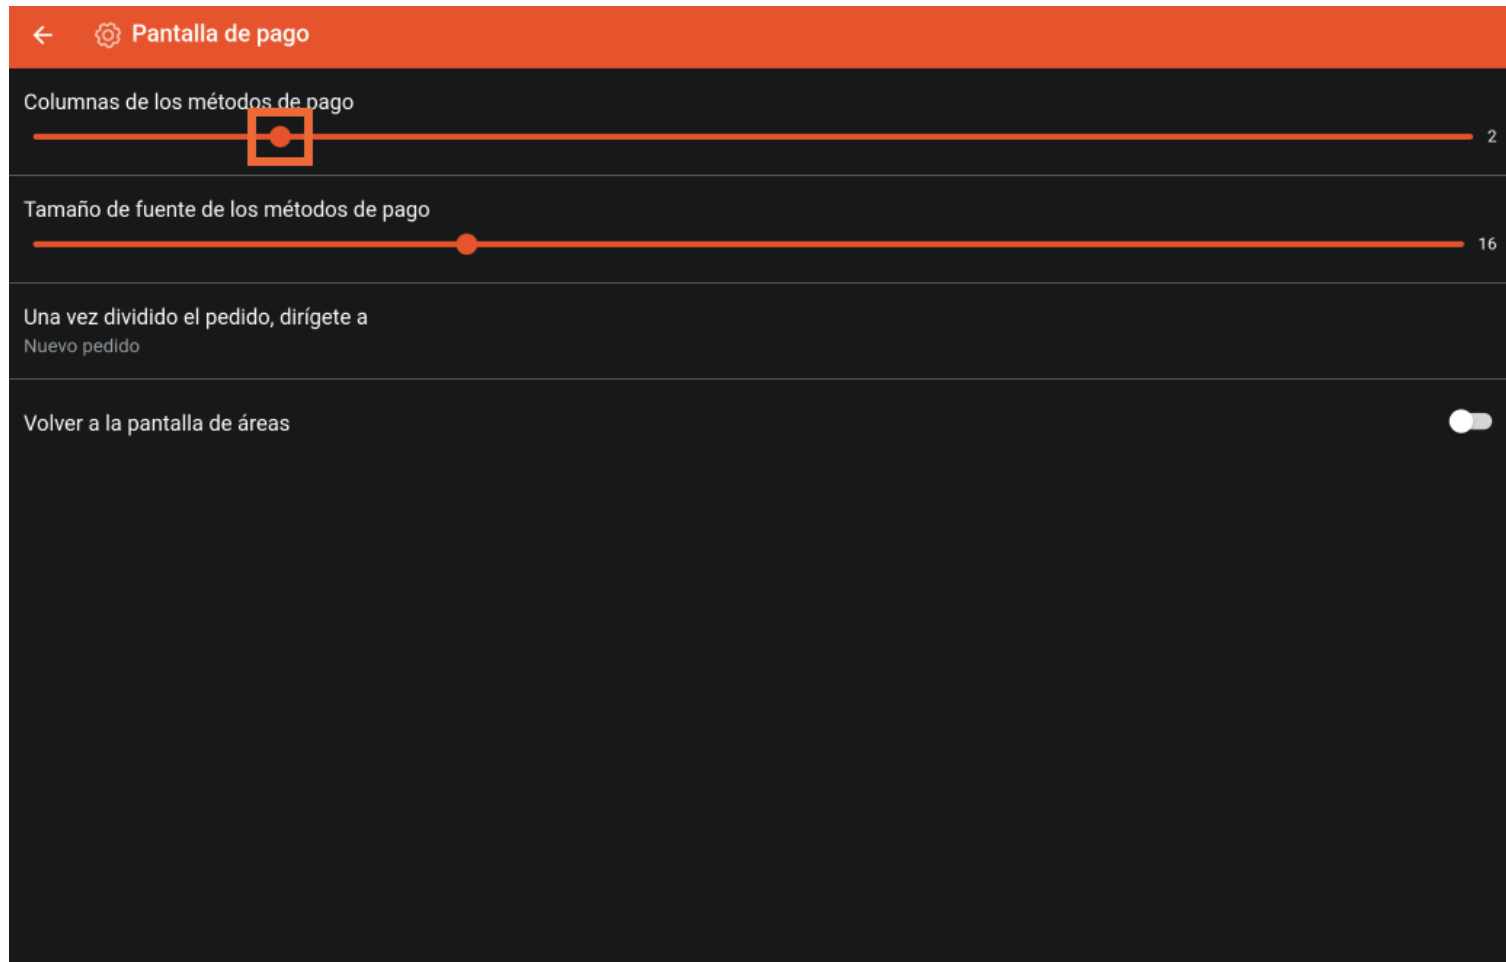 Pantalla de pago
Columnas de los métodos de pago
2
Tamaño de fuente de los métodos de pago
16
Una vez dividido el pedido, dirígete a
Nuevo pedido
Volver a la pantalla de áreas